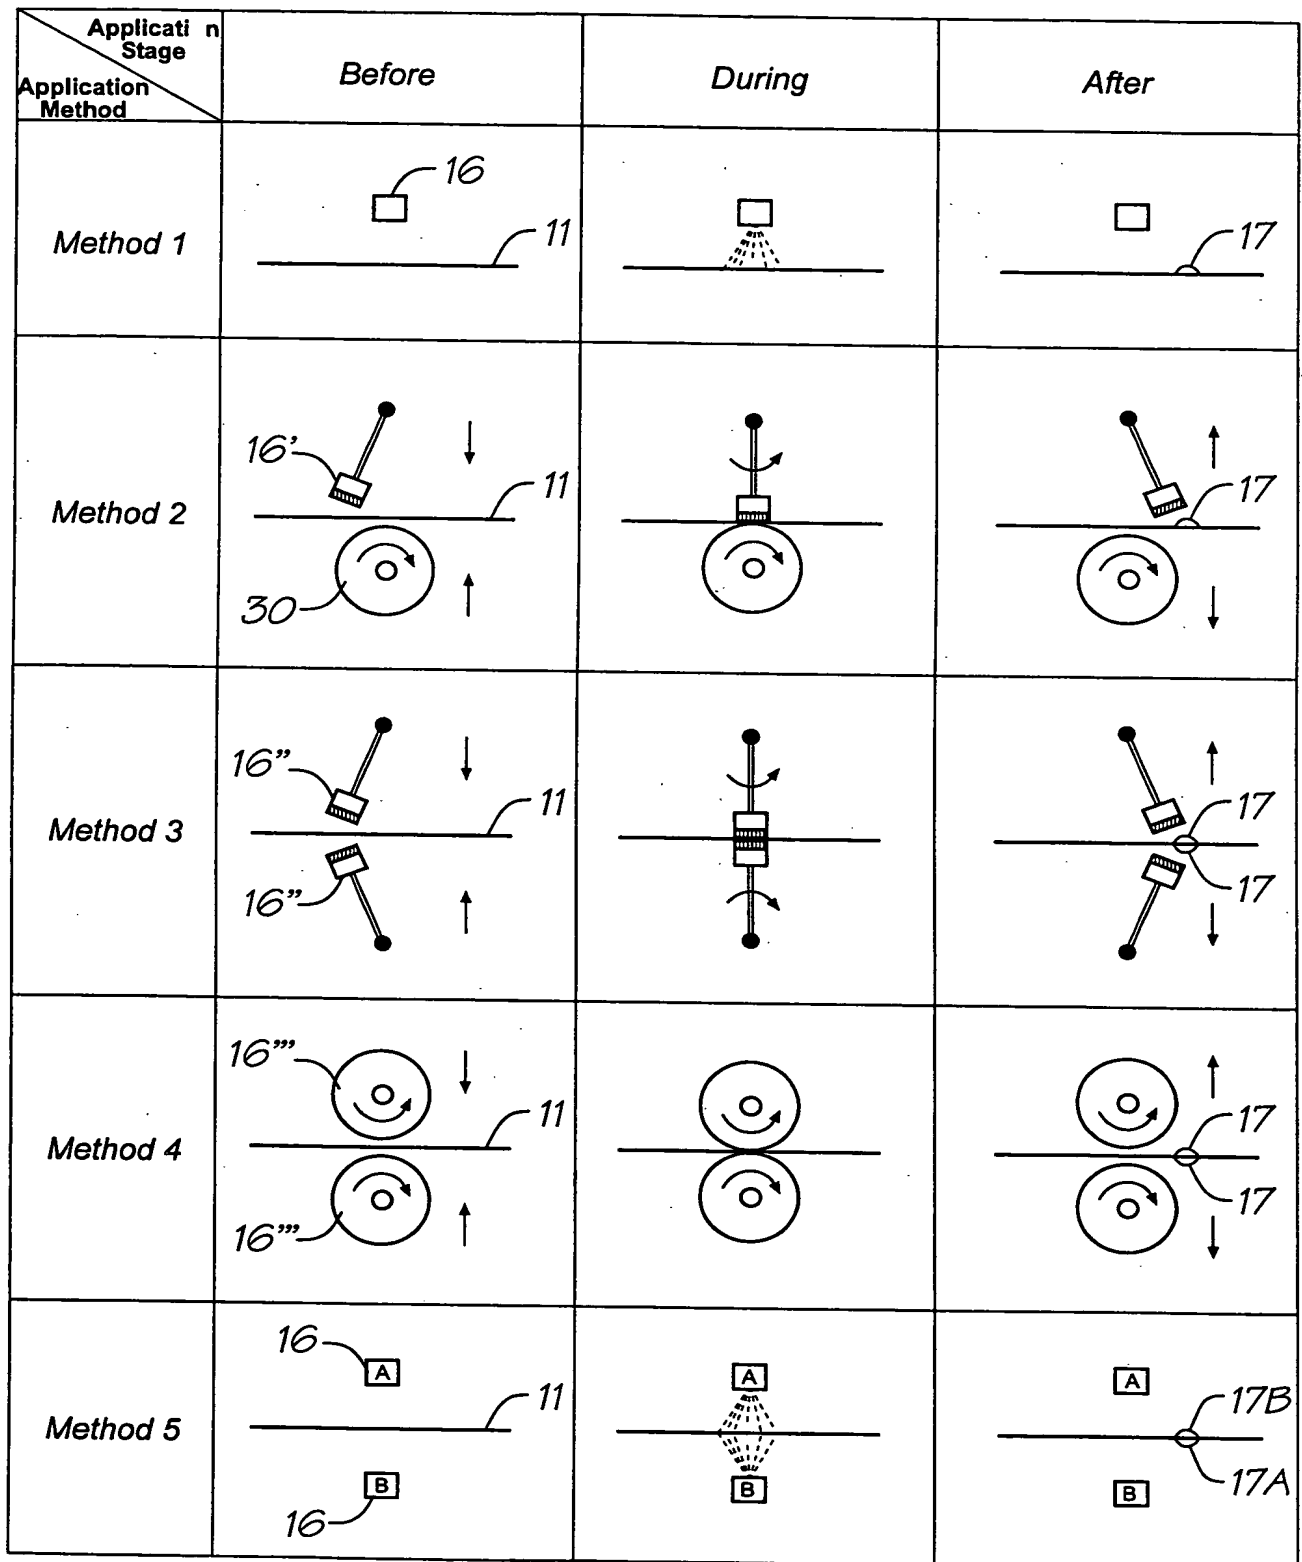 Applicati n
Stage
Application
Method
Before
During
After
Method 1
16
11
17
Method 2
16'
11
30
17
Method 3
16"
11
16"
17
17
Method 4
16'''
11
16'''
17
17
Method 5
16
A
11
B
16
A
B
A
17B
17A
B